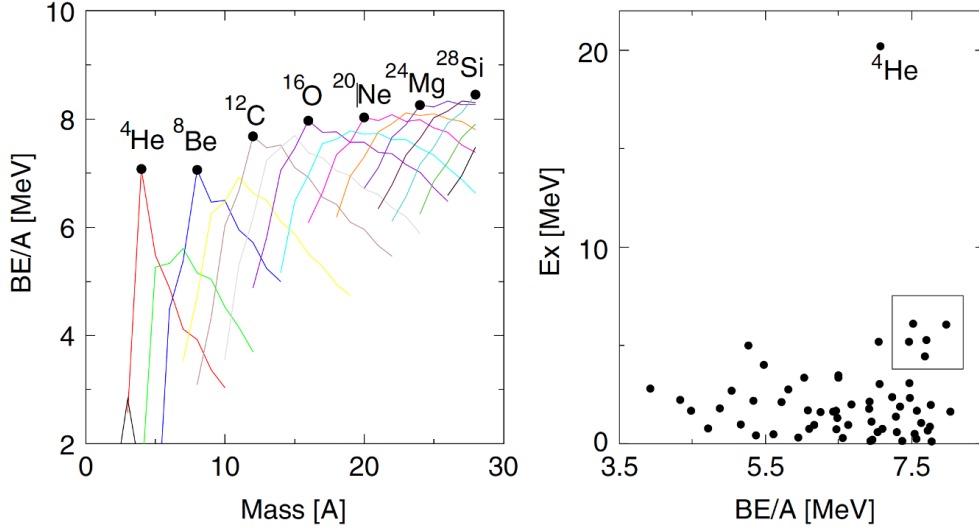 10
8
6
4
2
0
10
20
30
BE/A [MeV]
Mass [A]
⁴He
⁸Be
¹²C
¹⁶O
²⁰Ne
²⁴Mg
²⁸Si
20
10
0
3.5
5.5
7.5
Ex [MeV]
BE/A [MeV]
⁴He